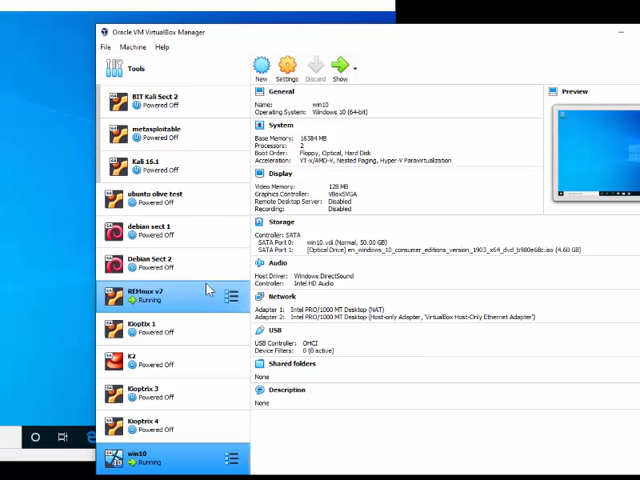 Oracle VM VirtualBox Manager
File Machine Help
Tools
New Settings Discard Show
BIT Kali Sect 2
Powered Off
metasploitable
Powered Off
Kali 16.1
Powered Off
ubuntu olive test
Powered Off
debian sect 1
Powered Off
Debian Sect 2
Powered Off
REMnux v7
Running
Kioptix 1
Powered Off
K2
Powered Off
Kioptrix 3
Powered Off
Kioptrix 4
Powered Off
win10
Running
General
Name: win10
Operating System: Windows 10 (64-bit)
System
Base Memory: 16384 MB
Processors: 2
Boot Order: Floppy, Optical, Hard Disk
Acceleration: VT-x/AMD-V, Nested Paging, Hyper-V Paravirtualization
Display
Video Memory: 128 MB
Graphics Controller: VBoxSVGA
Remote Desktop Server: Disabled
Recording: Disabled
Storage
Controller: SATA
SATA Port 0: win10.vdi (Normal, 50.00 GB)
SATA Port 1: [Optical Drive] en_windows_10_consumer_editions_version_1903_x64_dvd_b980e68c.iso (4.60 GB)
Audio
Host Driver: Windows DirectSound
Controller: Intel HD Audio
Network
Adapter 1: Intel PRO/1000 MT Desktop (NAT)
Adapter 2: Intel PRO/1000 MT Desktop (Host-only Adapter, 'VirtualBox Host-Only Ethernet Adapter')
USB
USB Controller: OHCI
Device Filters: 0 (0 active)
Shared folders
None
Description
None
Preview